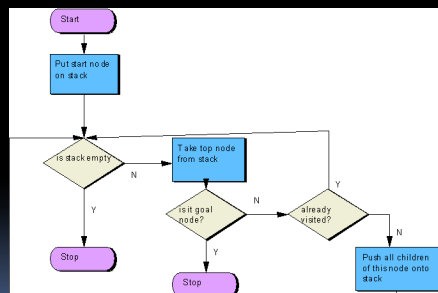 Start
Put start node
on stack
is stack empty
N
Take top node
from stack
Y
is it goal
node?
N
already
visited?
Y
N
Y
Stop
Stop
Push all children
of this node onto
stack